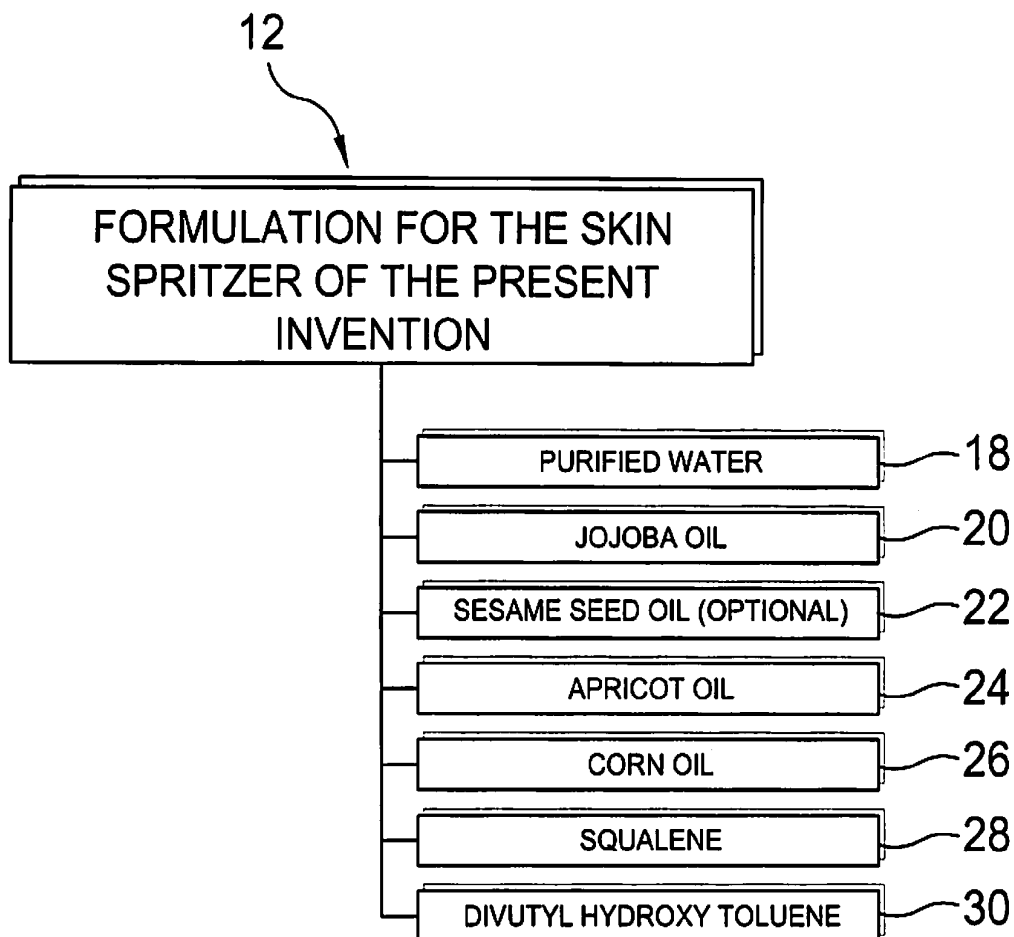 12
FORMULATION FOR THE SKIN
SPRITZER OF THE PRESENT
INVENTION
PURIFIED WATER 18
JOJOBA OIL 20
SESAME SEED OIL (OPTIONAL) 22
APRICOT OIL 24
CORN OIL 26
SQUALENE 28
DIVUTYL HYDROXY TOLUENE 30